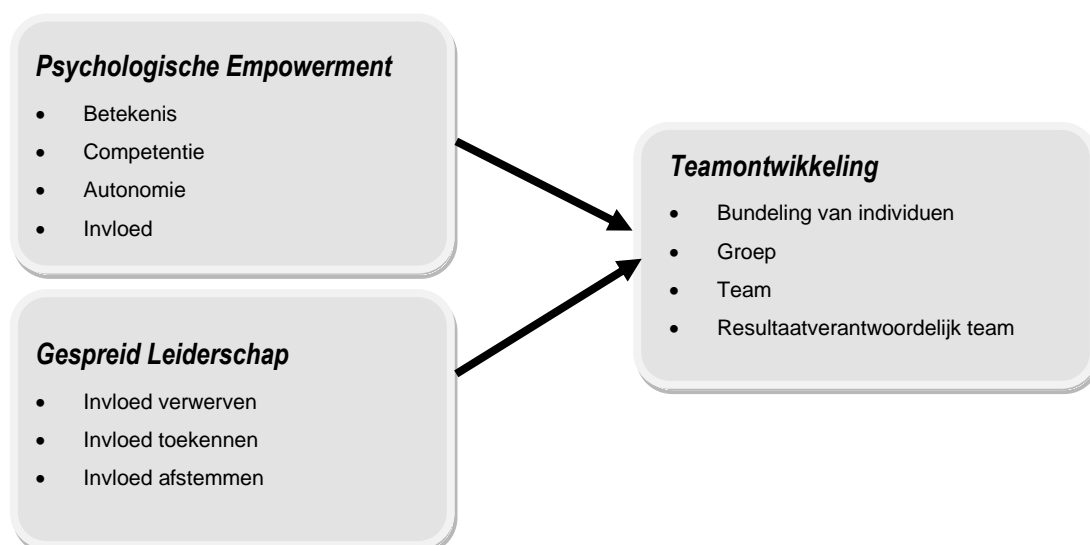 Psychologische Empowerment
• Betekenis
• Competentie
• Autonomie
• Invloed
Gespreid Leiderschap
• Invloed verwerven
• Invloed toekennen
• Invloed afstemmen
Teamontwikkeling
• Bundeling van individuen
• Groep
• Team
• Resultaatverantwoordelijk team